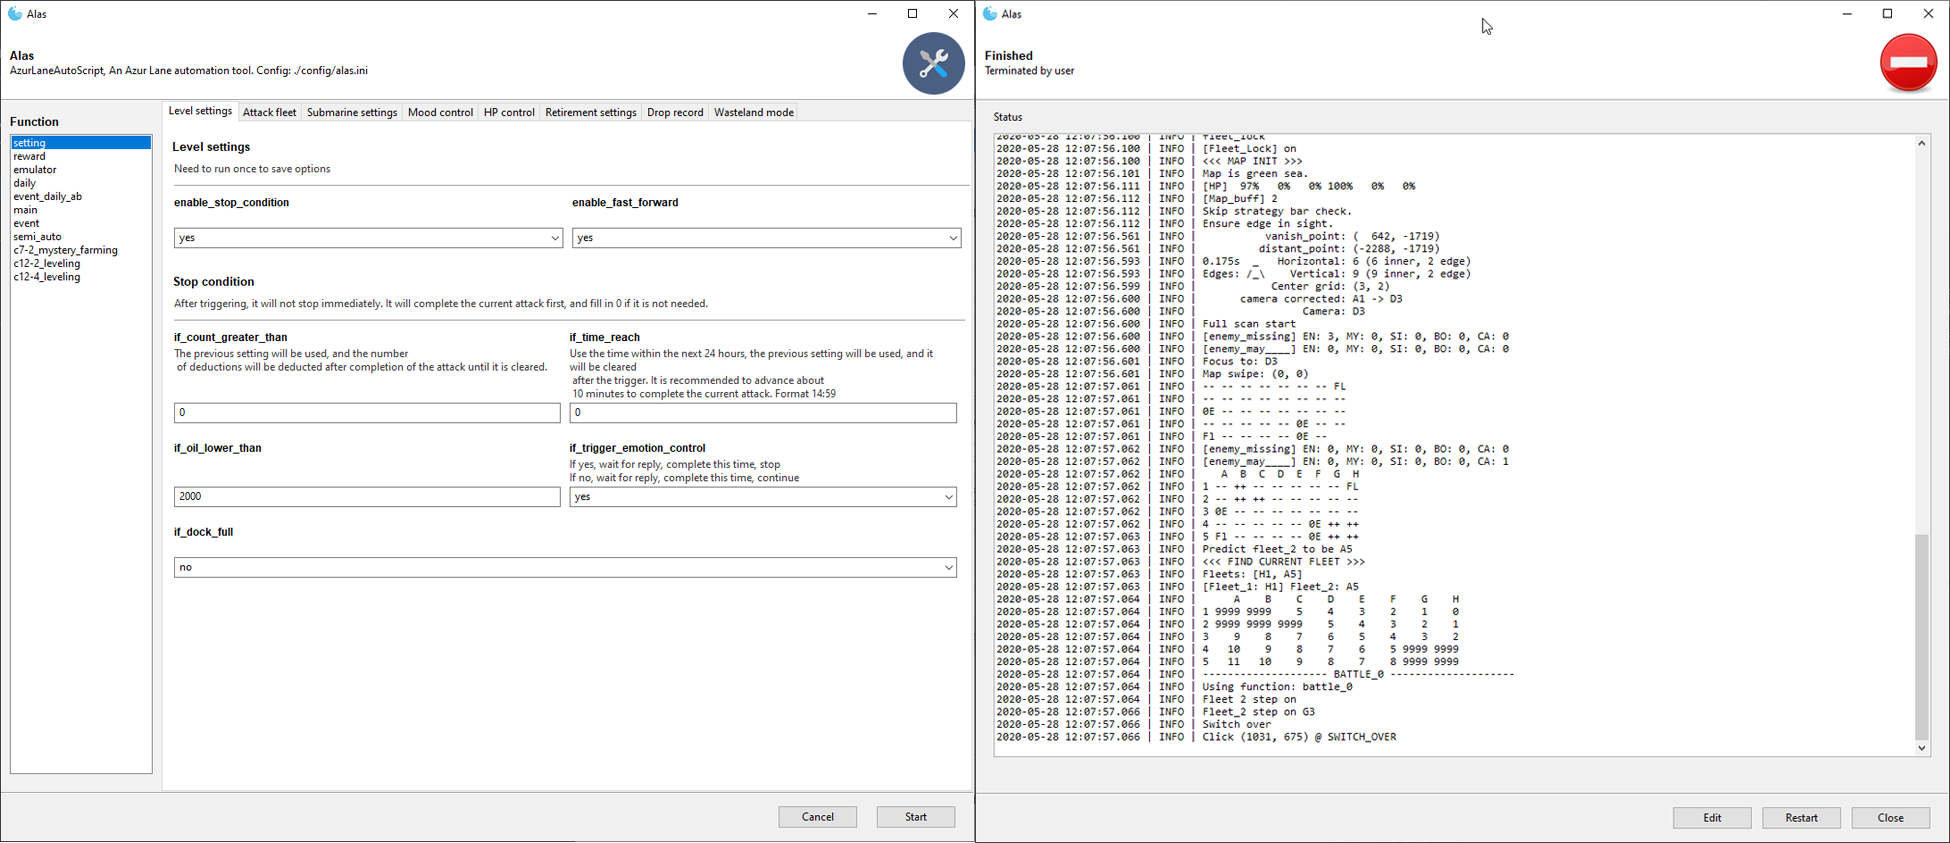 Alas
Alas
AzurLaneAutoScript, An Azur Lane automation tool. Config: ./config/alas.ini
Function
setting
reward
emulator
daily
event_daily_ab
main
event
semi_auto
c7-2_mystery_farming
c12-2_leveling
c12-4_leveling
Level settings Attack fleet Submarine settings Mood control HP control Retirement settings Drop record Wasteland mode
Level settings
Need to run once to save options
enable_stop_condition enable_fast_forward
yes yes
Stop condition
After triggering, it will not stop immediately. It will complete the current attack first, and fill in 0 if it is not needed.
if_count_greater_than
The previous setting will be used, and the number
of deductions will be deducted after completion of the attack until it is cleared.
0
if_time_reach
Use the time within the next 24 hours, the previous setting will be used, and it
will be cleared
after the trigger. It is recommended to advance about
10 minutes to complete the current attack. Format 14:59
0
if_oil_lower_than
2000
if_trigger_emotion_control
If yes, wait for reply, complete this time, stop
If no, wait for reply, complete this time, continue
yes
if_dock_full
no
Cancel Start
Alas
Finished
Terminated by user
Status
2020-05-28 12:07:56.100 | INFO | fleet_lock
2020-05-28 12:07:56.100 | INFO | [Fleet_Lock] on
2020-05-28 12:07:56.100 | INFO | <<< MAP INIT >>>
2020-05-28 12:07:56.101 | INFO | Map is green sea.
2020-05-28 12:07:56.111 | INFO | [HP] 97% 0% 0% 100% 0% 0%
2020-05-28 12:07:56.112 | INFO | [Map_buff] 2
2020-05-28 12:07:56.112 | INFO | Skip strategy bar check.
2020-05-28 12:07:56.112 | INFO | Ensure edge in sight.
2020-05-28 12:07:56.561 | INFO | vanish_point: ( 642, -1719)
2020-05-28 12:07:56.561 | INFO | distant_point: (-2288, -1719)
2020-05-28 12:07:56.593 | INFO | 0.175s _ Horizontal: 6 (6 inner, 2 edge)
2020-05-28 12:07:56.593 | INFO | Edges: /_\ Vertical: 9 (9 inner, 2 edge)
2020-05-28 12:07:56.599 | INFO | Center grid: (3, 2)
2020-05-28 12:07:56.600 | INFO | camera corrected: A1 -> D3
2020-05-28 12:07:56.600 | INFO | Camera: D3
2020-05-28 12:07:56.600 | INFO | Full scan start
2020-05-28 12:07:56.600 | INFO | [enemy_missing] EN: 3, MY: 0, SI: 0, BO: 0, CA: 0
2020-05-28 12:07:56.600 | INFO | [enemy_may____] EN: 0, MY: 0, SI: 0, BO: 0, CA: 0
2020-05-28 12:07:56.601 | INFO | Focus to: D3
2020-05-28 12:07:56.601 | INFO | Map swipe: (0, 0)
2020-05-28 12:07:57.061 | INFO | -- -- -- -- -- -- -- FL
2020-05-28 12:07:57.061 | INFO | -- -- -- -- -- -- -- --
2020-05-28 12:07:57.061 | INFO | 0E -- -- -- -- -- -- --
2020-05-28 12:07:57.061 | INFO | -- -- -- -- -- 0E -- --
2020-05-28 12:07:57.061 | INFO | Fl -- -- -- -- 0E --
2020-05-28 12:07:57.062 | INFO | [enemy_missing] EN: 0, MY: 0, SI: 0, BO: 0, CA: 0
2020-05-28 12:07:57.062 | INFO | [enemy_may____] EN: 0, MY: 0, SI: 0, BO: 0, CA: 1
2020-05-28 12:07:57.062 | INFO | A B C D E F G H
2020-05-28 12:07:57.062 | INFO | 1 -- ++ -- -- -- -- -- FL
2020-05-28 12:07:57.062 | INFO | 2 -- ++ ++ -- -- -- -- --
2020-05-28 12:07:57.062 | INFO | 3 0E -- -- -- -- -- -- --
2020-05-28 12:07:57.062 | INFO | 4 -- -- -- -- -- 0E ++ ++
2020-05-28 12:07:57.063 | INFO | 5 Fl -- -- -- -- 0E ++ ++
2020-05-28 12:07:57.063 | INFO | Predict fleet_2 to be A5
2020-05-28 12:07:57.063 | INFO | <<< FIND CURRENT FLEET >>>
2020-05-28 12:07:57.063 | INFO | Fleets: [H1, A5]
2020-05-28 12:07:57.063 | INFO | [Fleet_1: H1] Fleet_2: A5
2020-05-28 12:07:57.064 | INFO | A B C D E F G H
2020-05-28 12:07:57.064 | INFO | 1 9999 9999 5 4 3 2 1 0
2020-05-28 12:07:57.064 | INFO | 2 9999 9999 9999 5 4 3 2 1
2020-05-28 12:07:57.064 | INFO | 3 9 8 7 6 5 4 3 2
2020-05-28 12:07:57.064 | INFO | 4 10 9 8 7 6 5 9999 9999
2020-05-28 12:07:57.064 | INFO | 5 11 10 9 8 7 8 9999 9999
2020-05-28 12:07:57.064 | INFO | -------------------- BATTLE_0 --------------------
2020-05-28 12:07:57.064 | INFO | Using function: battle_0
2020-05-28 12:07:57.064 | INFO | Fleet 2 step on
2020-05-28 12:07:57.066 | INFO | Fleet_2 step on G3
2020-05-28 12:07:57.066 | INFO | Switch over
2020-05-28 12:07:57.066 | INFO | Click (1031, 675) @ SWITCH_OVER
Edit Restart Close